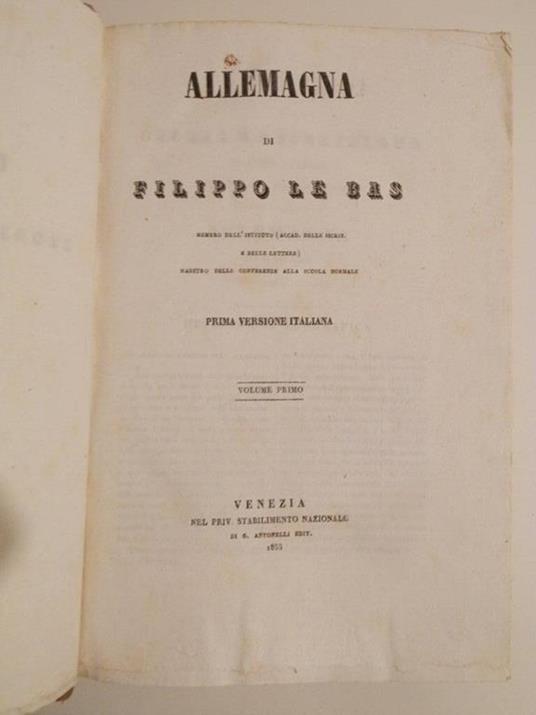 ALLEMAGNA
DI
FILIPPO LE BAS
MEMBRO DELL'ISTITUTO (ACCAD. DELLE ISCRIZ.
E BELLE LETTERE)
MAESTRO DELLE CONFERENZE ALLA SCUOLA NORMALE
PRIMA VERSIONE ITALIANA
VOLUME PRIMO
VENEZIA
NEL PRIV. STABILIMENTO NAZIONALE
DI G. ANTONELLI EDIT.